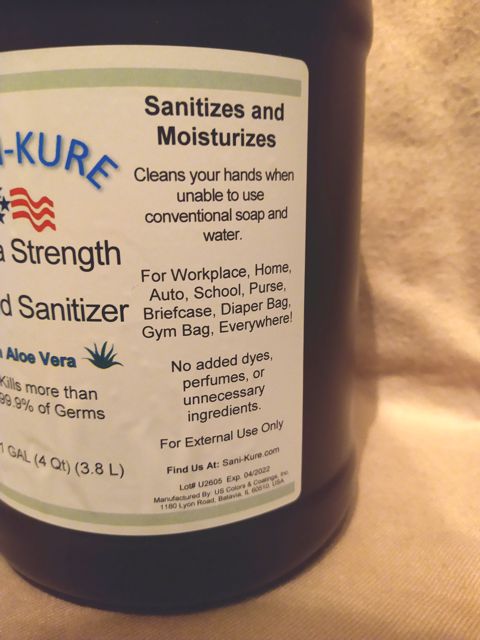 -KURE
Strength
Sanitizer
Aloe Vera
Kills more than
99.9% of Germs
1 GAL (4 Qt) (3.8 L)
Sanitizes and
Moisturizes
Cleans your hands when
unable to use
conventional soap and
water.
For Workplace, Home,
Auto, School, Purse,
Briefcase, Diaper Bag,
Gym Bag, Everywhere!
No added dyes,
perfumes, or
unnecessary
ingredients.
For External Use Only
Find Us At: Sani-Kure.com
Lot# U2605 Exp. 04/2022
Manufactured By: US Colors & Coatings, Inc.
1180 Lyon Road, Batavia, IL 60510, USA